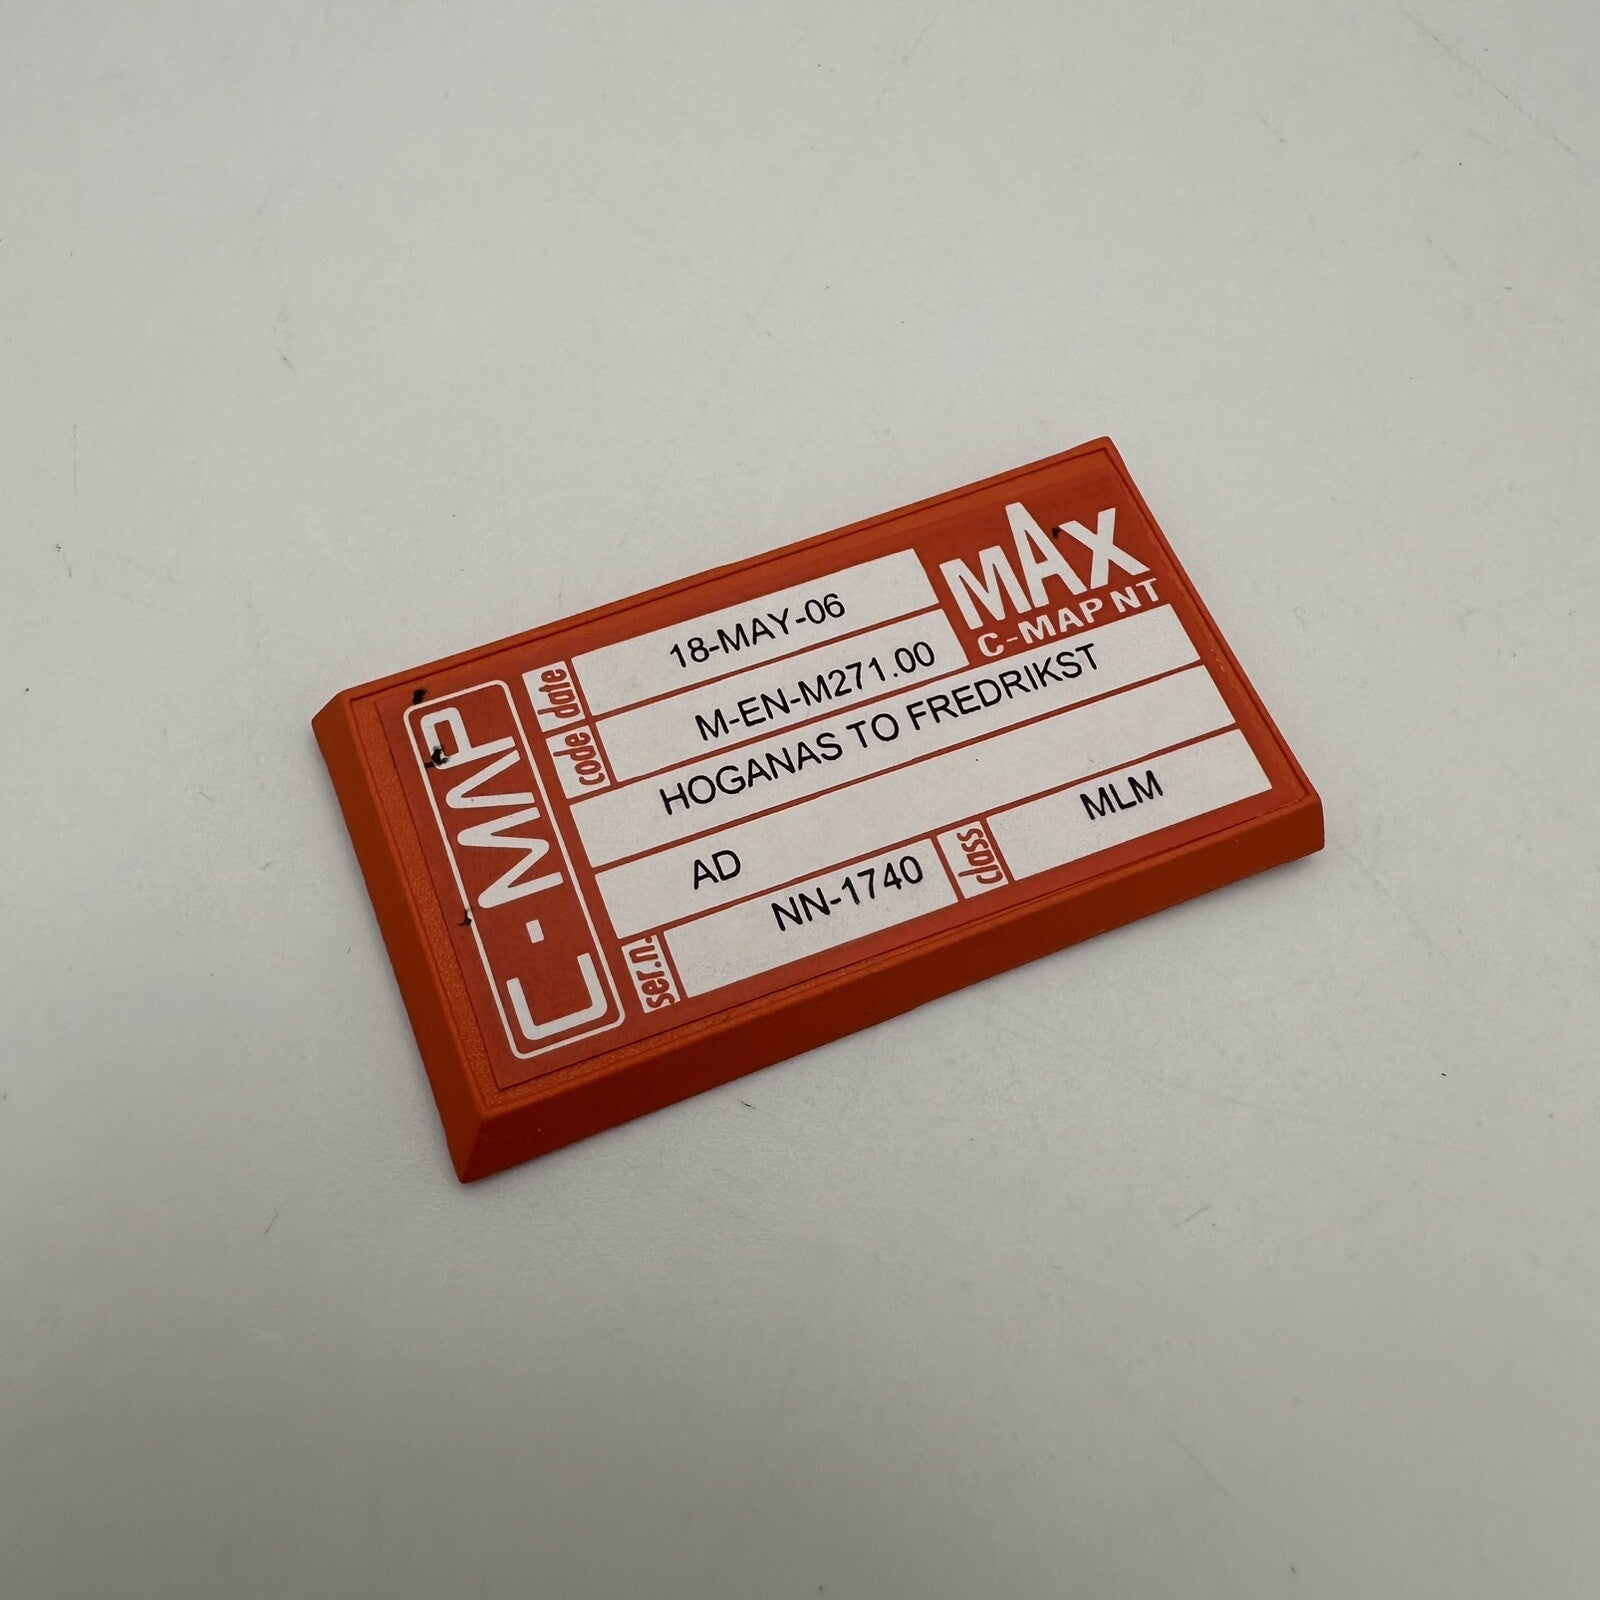 C-MAP
date 18-MAY-06
code M-EN-M271.00
MAX
C-MAP NT
HOGANAS TO FREDRIKST
AD
ser.n. NN-1740
class MLM